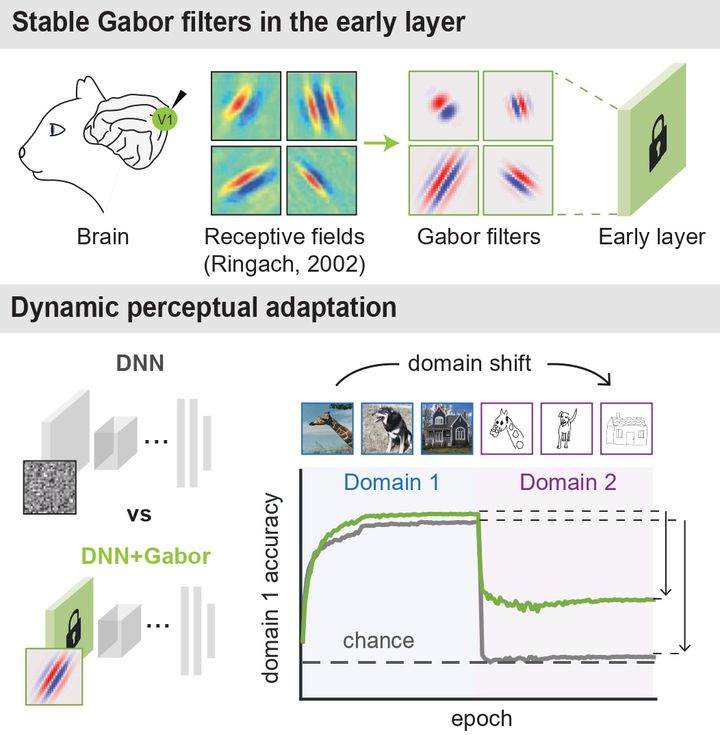 Stable Gabor filters in the early layer
V1
Brain
Receptive fields
(Ringach, 2002)
Gabor filters
Early layer
Dynamic perceptual adaptation
DNN
...
vs
DNN+Gabor
...
domain shift
Domain 1
Domain 2
domain 1 accuracy
chance
epoch